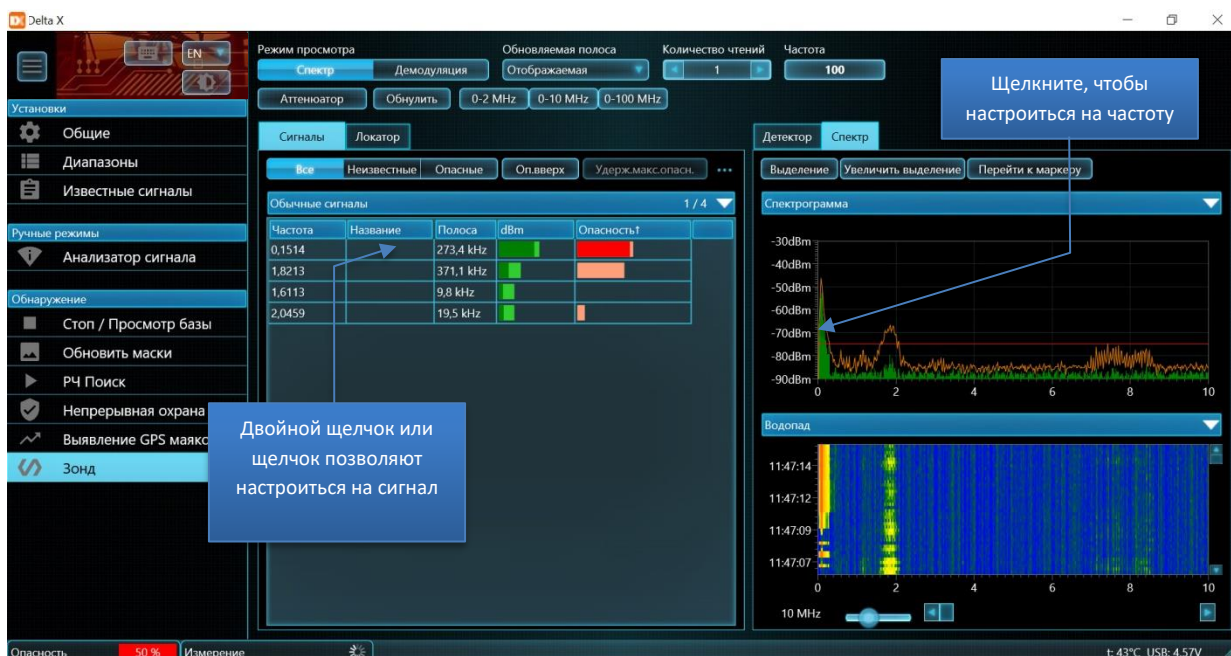 Delta X
EN
Установки
Общие
Диапазоны
Известные сигналы
Ручные режимы
Анализатор сигнала
Обнаружение
Стоп / Просмотр базы
Обновить маски
РЧ Поиск
Непрерывная охрана
Выявление GPS маяко
Зонд
Режим просмотра
Обновляемая полоса
Количество чтений
Частота
Спектр
Демодуляция
Отображаемая
1
100
Аттенюатор
Обнулить
0-2 MHz
0-10 MHz
0-100 MHz
Сигналы
Локатор
Все
Неизвестные
Опасные
Оп.вверх
Удерж.макс.опасн.
...
Обычные сигналы 1 / 4
Частота Название Полоса dBm Опасность↑
0,1514 273,4 kHz
1,8213 371,1 kHz
1,6113 9,8 kHz
2,0459 19,5 kHz
Двойной щелчок или
щелчок позволяют
настроиться на сигнал
Детектор
Спектр
Щелкните, чтобы
настроиться на частоту
Выделение
Увеличить выделение
Перейти к маркеру
Спектрограмма
-30dBm
-40dBm
-50dBm
-60dBm
-70dBm
-80dBm
-90dBm
0 2 4 6 8 10
Водопад
11:47:14
11:47:12
11:47:09
11:47:07
0 2 4 6 8 10
10 MHz
Опасность 50 % Измерение
t: 43°C USB: 4,57V